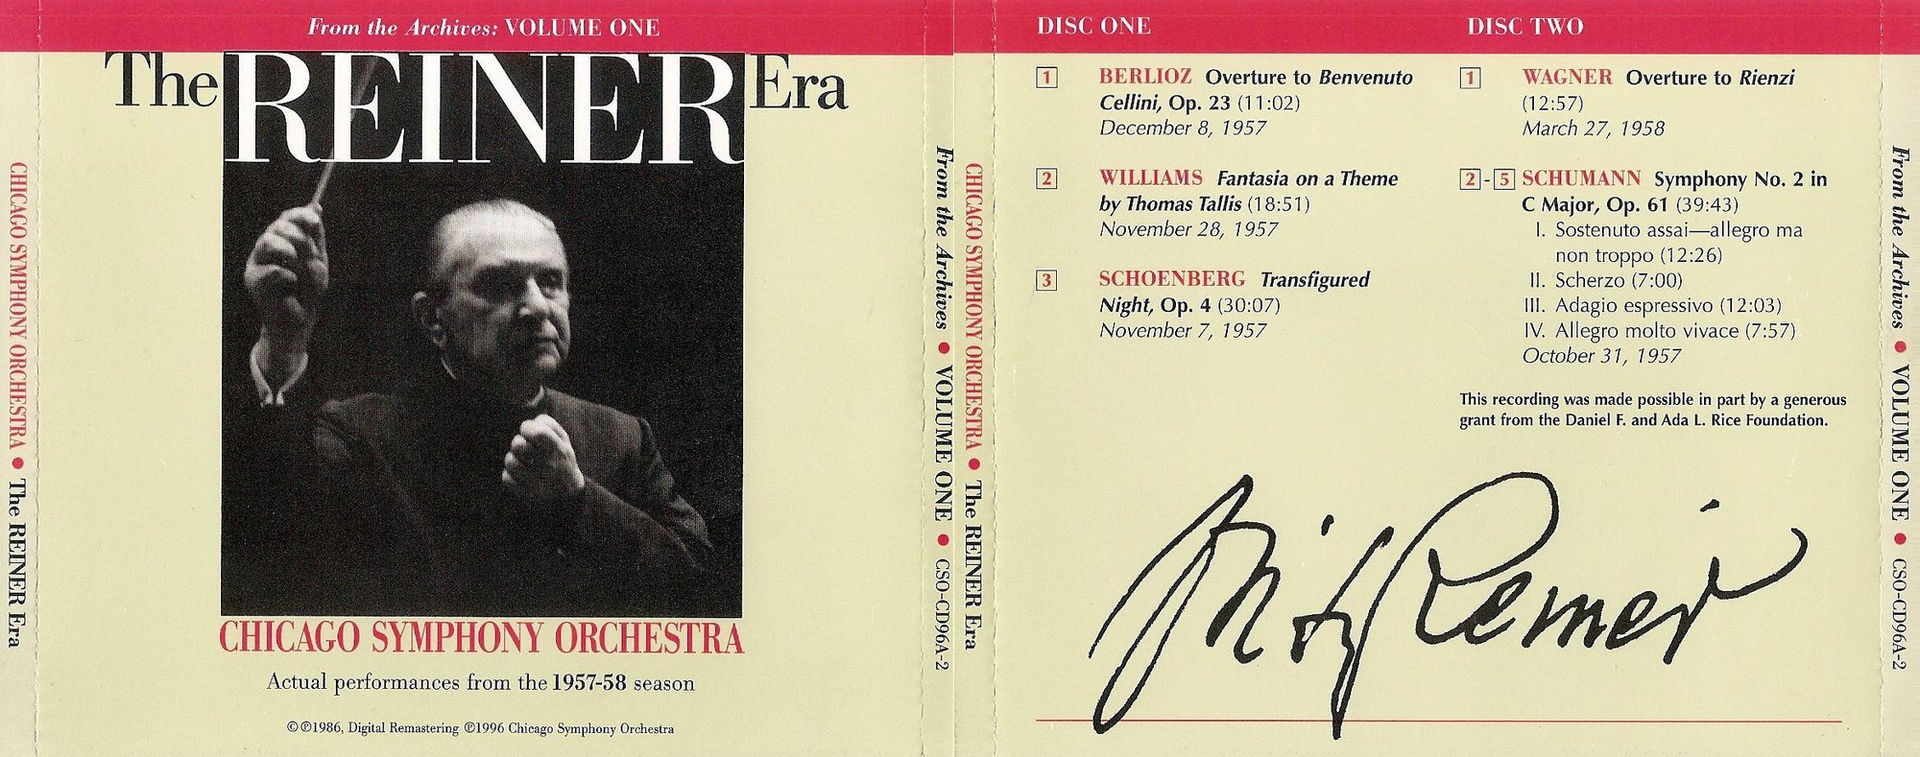 From the Archives: VOLUME ONE
The REINER Era
CHICAGO SYMPHONY ORCHESTRA
Actual performances from the 1957-58 season
©℗1986, Digital Remastering ℗1996 Chicago Symphony Orchestra
CHICAGO SYMPHONY ORCHESTRA • The REINER Era
From the Archives • VOLUME ONE • CSO-CD96A-2
CHICAGO SYMPHONY ORCHESTRA • The REINER Era
DISC ONE
1 BERLIOZ Overture to Benvenuto
Cellini, Op. 23 (11:02)
December 8, 1957
2 WILLIAMS Fantasia on a Theme
by Thomas Tallis (18:51)
November 28, 1957
3 SCHOENBERG Transfigured
Night, Op. 4 (30:07)
November 7, 1957
DISC TWO
1 WAGNER Overture to Rienzi
(12:57)
March 27, 1958
2-5 SCHUMANN Symphony No. 2 in
C Major, Op. 61 (39:43)
I. Sostenuto assai—allegro ma
non troppo (12:26)
II. Scherzo (7:00)
III. Adagio espressivo (12:03)
IV. Allegro molto vivace (7:57)
October 31, 1957
This recording was made possible in part by a generous
grant from the Daniel F. and Ada L. Rice Foundation.
Fritz Reiner
From the Archives • VOLUME ONE • CSO-CD96A-2